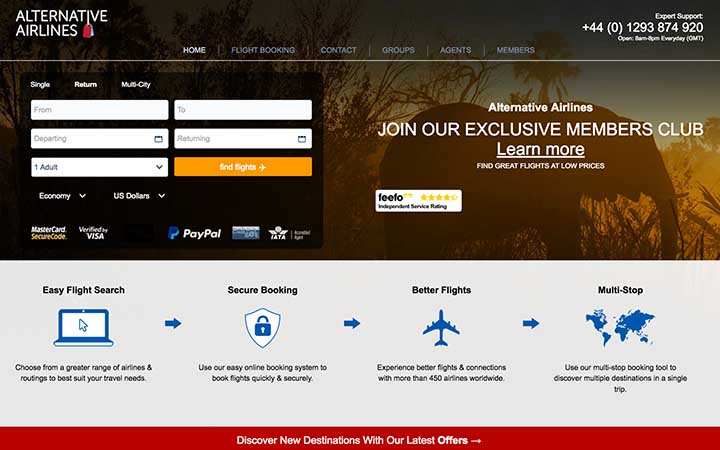 ALTERNATIVE
AIRLINES
Expert Support:
+44 (0) 1293 874 920
Open: 8am-8pm Everyday (GMT)
HOME | FLIGHT BOOKING | CONTACT | GROUPS | AGENTS | MEMBERS
Single Return Multi-City
From To
Departing Returning
1 Adult find flights
Economy US Dollars
MasterCard.
SecureCode.
Verified by
VISA
PayPal
IATA
Accredited
Agent
Alternative Airlines
JOIN OUR EXCLUSIVE MEMBERS CLUB
Learn more
FIND GREAT FLIGHTS AT LOW PRICES
feefo
Independent Service Rating
Easy Flight Search
Choose from a greater range of airlines &
routings to best suit your travel needs.
Secure Booking
Use our easy online booking system to
book flights quickly & securely.
Better Flights
Experience better flights & connections
with more than 450 airlines worldwide.
Multi-Stop
Use our multi-stop booking tool to
discover multiple destinations in a single
trip.
Discover New Destinations With Our Latest Offers →